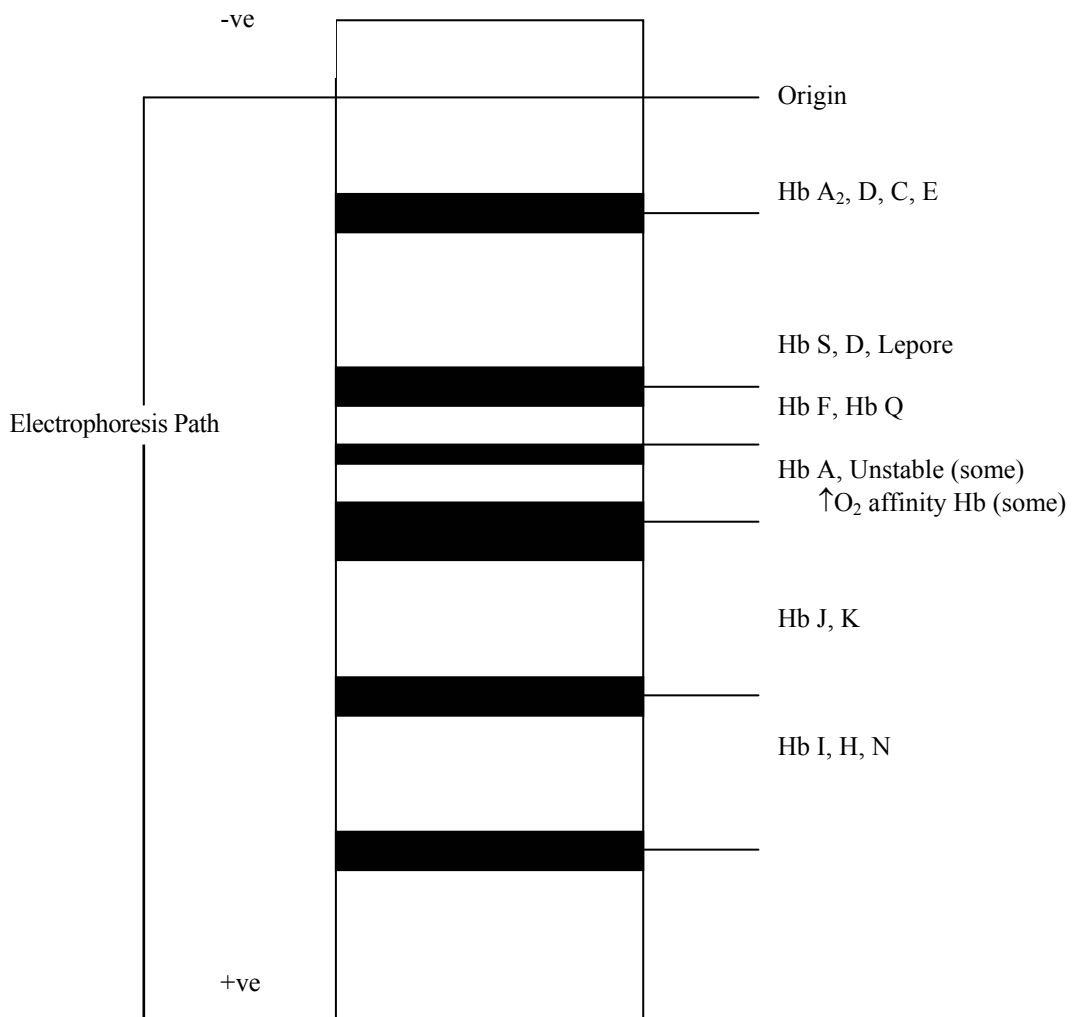 -ve
Origin
Hb A₂, D, C, E
Hb S, D, Lepore
Hb F, Hb Q
Electrophoresis Path
Hb A, Unstable (some)
↑O₂ affinity Hb (some)
Hb J, K
Hb I, H, N
+ve